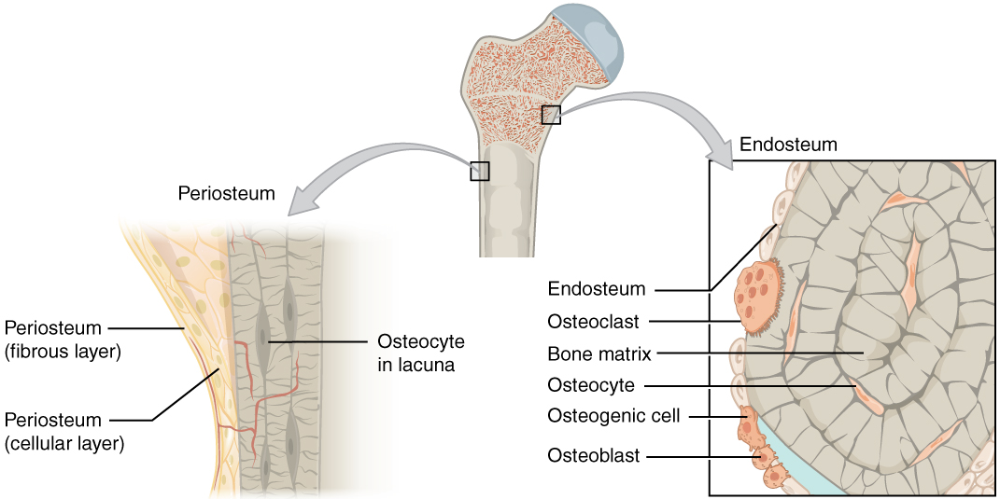 Endosteum
Periosteum
Periosteum
(fibrous layer)
Periosteum
(cellular layer)
Osteocyte
in lacuna
Endosteum
Osteoclast
Bone matrix
Osteocyte
Osteogenic cell
Osteoblast